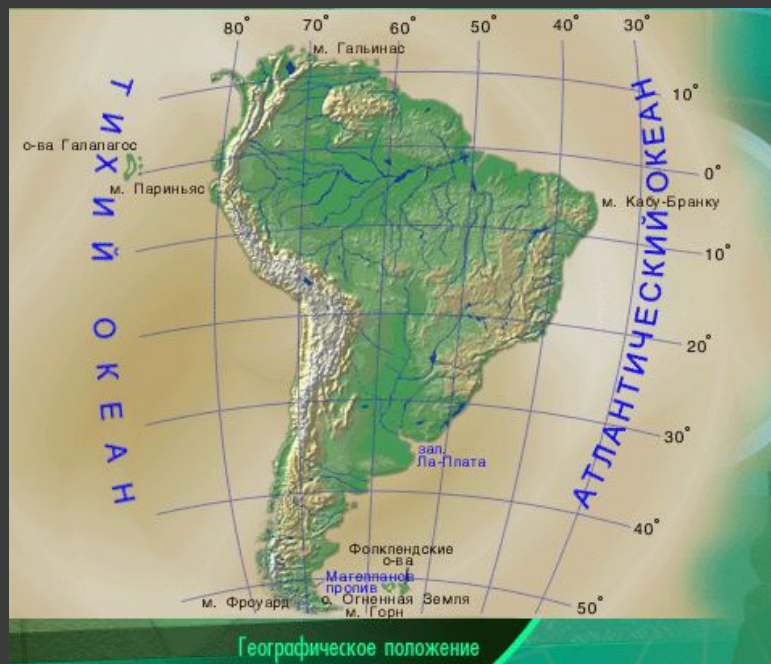 80° 70° 60° 50° 40° 30°
м. Гальинас
10°
ТИХИЙ ОКЕАН
АТЛАНТИЧЕСКИЙ ОКЕАН
о-ва Галапагос
0°
м. Париньяс
м. Кабу-Бранку
10°
20°
30°
зал.
Ла-Плата
40°
Фолклендские
о-ва
Магелланов
пролив
м. Фроуард
о. Огненная Земля
50°
м. Горн
Географическое положение